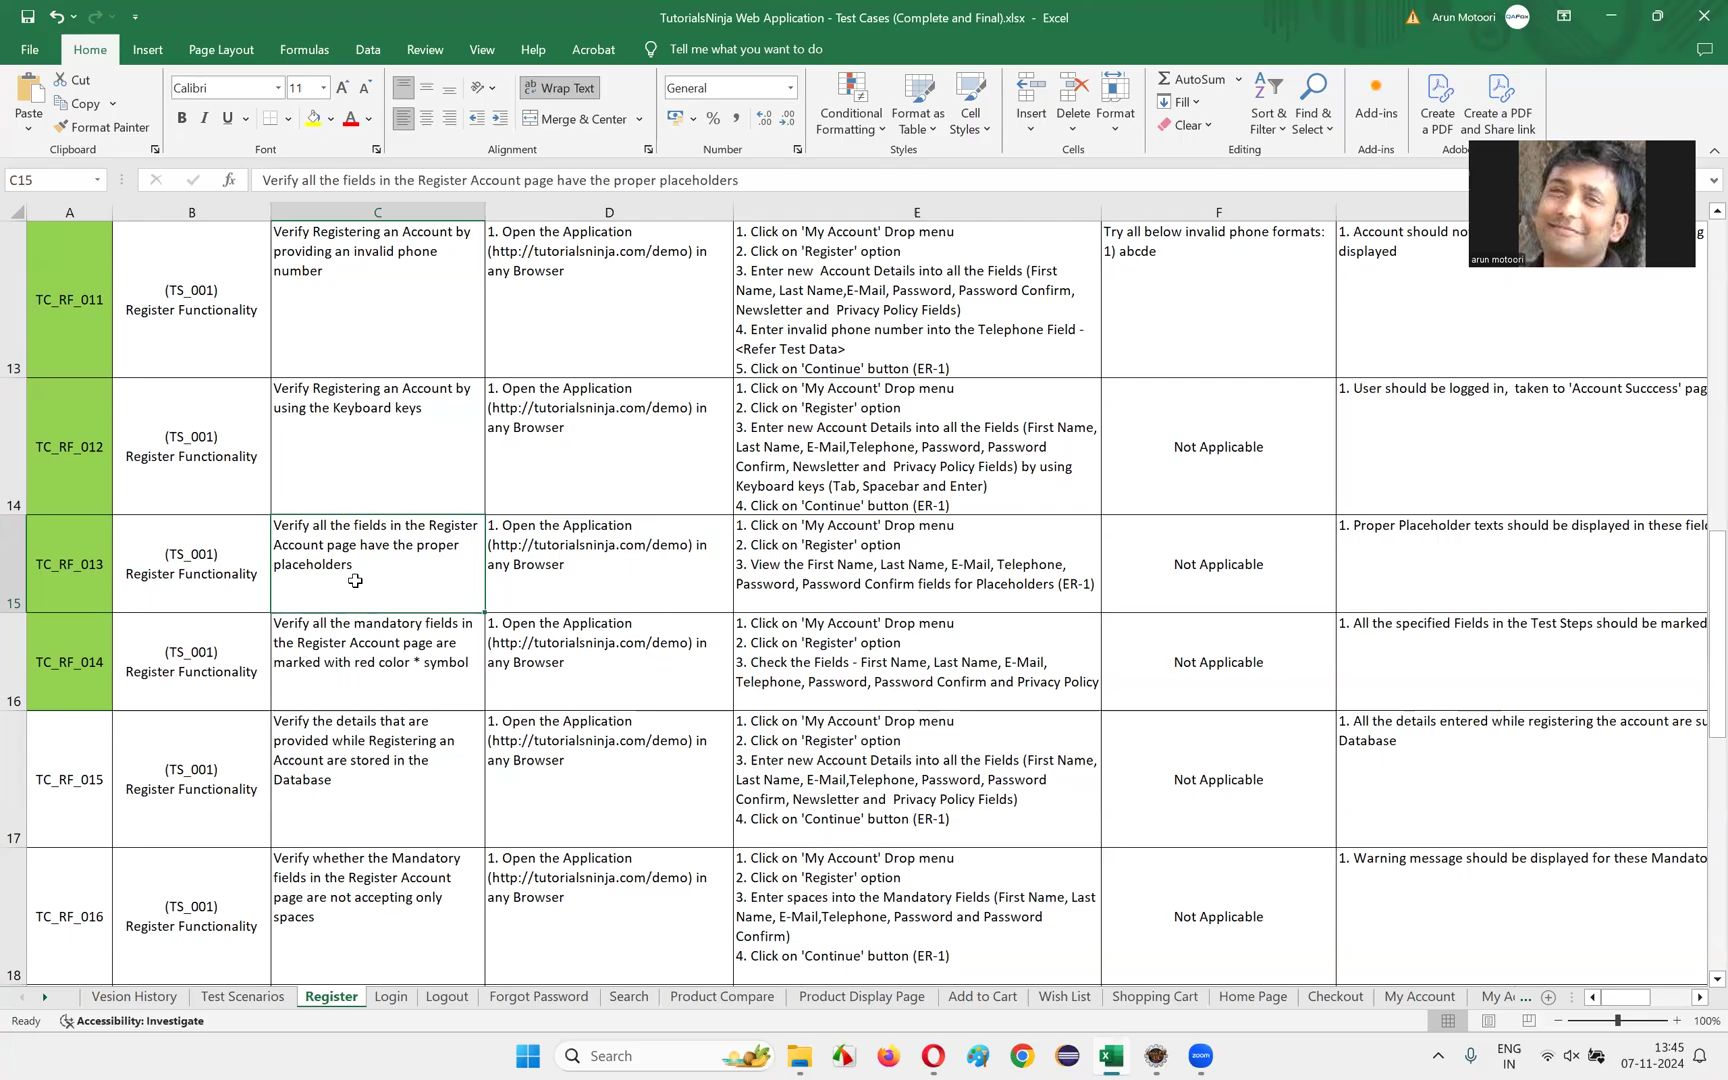 TutorialsNinja Web Application - Test Cases (Complete and Final).xlsx - Excel
Arun Motoori
QAFox
File Home Insert Page Layout Formulas Data Review View Help Acrobat Tell me what you want to do
Paste
Cut
Copy
Format Painter
Clipboard
Calibri 11
B I U
Font
Wrap Text
Merge & Center
Alignment
General
Number
Conditional Formatting
Format as Table
Cell Styles
Styles
Insert
Delete
Format
Cells
AutoSum
Fill
Clear
Sort & Filter
Find & Select
Editing
Add-ins
Add-ins
Create a PDF
Create a PDF and Share link
C15
Verify all the fields in the Register Account page have the proper placeholders
arun motoori
A B C D E F
13
TC_RF_011
(TS_001)
Register Functionality
Verify Registering an Account by
providing an invalid phone
number
1. Open the Application
(http://tutorialsninja.com/demo) in
any Browser
1. Click on 'My Account' Drop menu
2. Click on 'Register' option
3. Enter new Account Details into all the Fields (First
Name, Last Name,E-Mail, Password, Password Confirm,
Newsletter and Privacy Policy Fields)
4. Enter invalid phone number into the Telephone Field -
<Refer Test Data>
5. Click on 'Continue' button (ER-1)
Try all below invalid phone formats:
1) abcde
1. Account should no
displayed
14
TC_RF_012
(TS_001)
Register Functionality
Verify Registering an Account by
using the Keyboard keys
1. Open the Application
(http://tutorialsninja.com/demo) in
any Browser
1. Click on 'My Account' Drop menu
2. Click on 'Register' option
3. Enter new Account Details into all the Fields (First Name,
Last Name, E-Mail,Telephone, Password, Password
Confirm, Newsletter and Privacy Policy Fields) by using
Keyboard keys (Tab, Spacebar and Enter)
4. Click on 'Continue' button (ER-1)
Not Applicable
1. User should be logged in, taken to 'Account Succcess' pag
15
TC_RF_013
(TS_001)
Register Functionality
Verify all the fields in the Register
Account page have the proper
placeholders
1. Open the Application
(http://tutorialsninja.com/demo) in
any Browser
1. Click on 'My Account' Drop menu
2. Click on 'Register' option
3. View the First Name, Last Name, E-Mail, Telephone,
Password, Password Confirm fields for Placeholders (ER-1)
Not Applicable
1. Proper Placeholder texts should be displayed in these fiel
16
TC_RF_014
(TS_001)
Register Functionality
Verify all the mandatory fields in
the Register Account page are
marked with red color * symbol
1. Open the Application
(http://tutorialsninja.com/demo) in
any Browser
1. Click on 'My Account' Drop menu
2. Click on 'Register' option
3. Check the Fields - First Name, Last Name, E-Mail,
Telephone, Password, Password Confirm and Privacy Policy
Not Applicable
1. All the specified Fields in the Test Steps should be marked
17
TC_RF_015
(TS_001)
Register Functionality
Verify the details that are
provided while Registering an
Account are stored in the
Database
1. Open the Application
(http://tutorialsninja.com/demo) in
any Browser
1. Click on 'My Account' Drop menu
2. Click on 'Register' option
3. Enter new Account Details into all the Fields (First Name,
Last Name, E-Mail,Telephone, Password, Password
Confirm, Newsletter and Privacy Policy Fields)
4. Click on 'Continue' button (ER-1)
Not Applicable
1. All the details entered while registering the account are su
Database
18
TC_RF_016
(TS_001)
Register Functionality
Verify whether the Mandatory
fields in the Register Account
page are not accepting only
spaces
1. Open the Application
(http://tutorialsninja.com/demo) in
any Browser
1. Click on 'My Account' Drop menu
2. Click on 'Register' option
3. Enter spaces into the Mandatory Fields (First Name, Last
Name, E-Mail,Telephone, Password and Password
Confirm)
4. Click on 'Continue' button (ER-1)
Not Applicable
1. Warning message should be displayed for these Mandato
Vesion History Test Scenarios Register Login Logout Forgot Password Search Product Compare Product Display Page Add to Cart Wish List Shopping Cart Home Page Checkout My Account My A ...
Ready Accessibility: Investigate 100%
Search
zoom
zoom
ENG
IN
13:45
07-11-2024